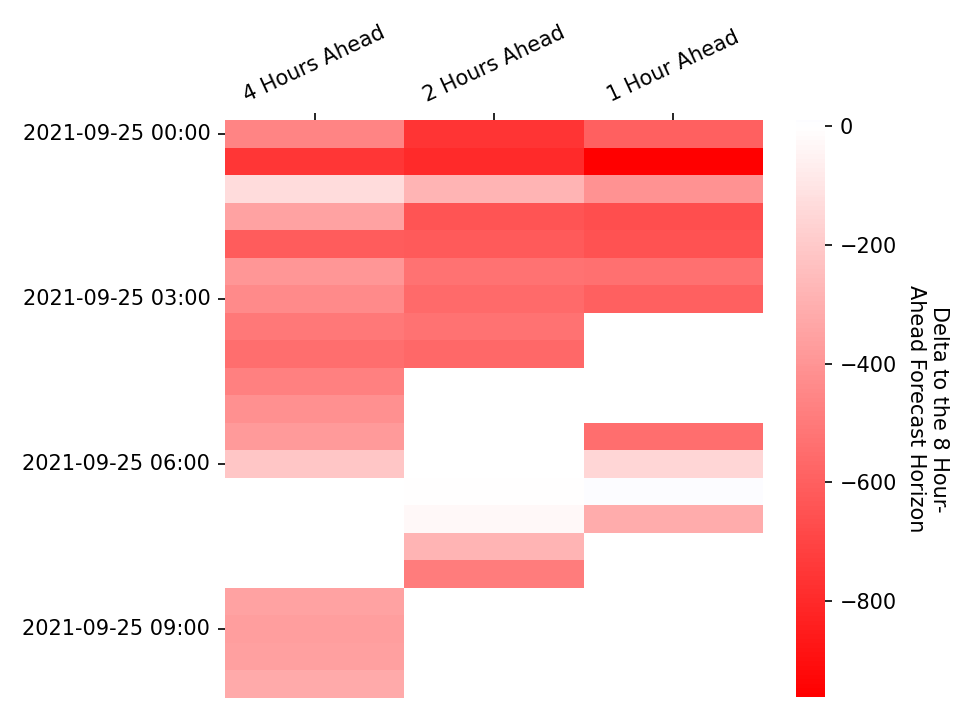 4 Hours Ahead
2 Hours Ahead
1 Hour Ahead
2021-09-25 00:00
2021-09-25 03:00
2021-09-25 06:00
2021-09-25 09:00
0
−200
−400
−600
−800
Delta to the 8 Hour-
Ahead Forecast Horizon